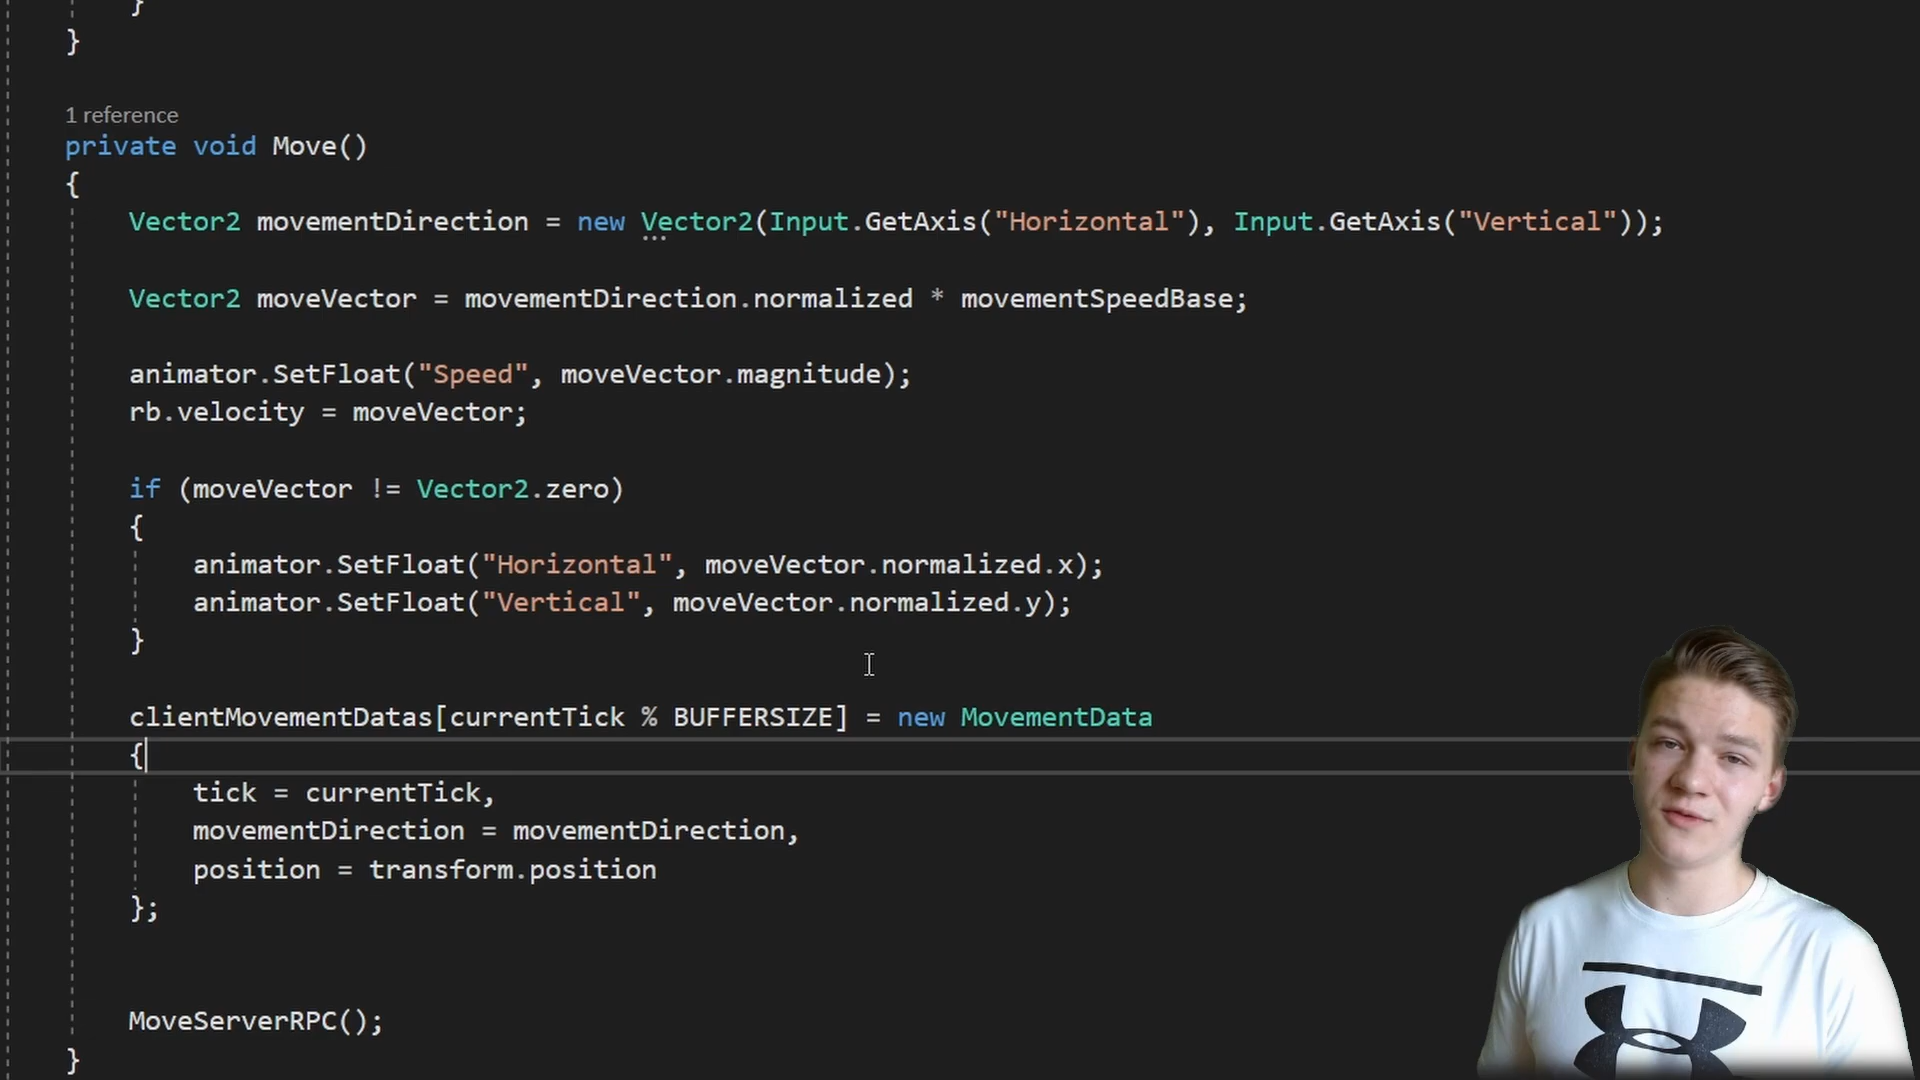 }
}
1 reference
private void Move()
{
Vector2 movementDirection = new Vector2(Input.GetAxis("Horizontal"), Input.GetAxis("Vertical"));
Vector2 moveVector = movementDirection.normalized * movementSpeedBase;
animator.SetFloat("Speed", moveVector.magnitude);
rb.velocity = moveVector;
if (moveVector != Vector2.zero)
{
animator.SetFloat("Horizontal", moveVector.normalized.x);
animator.SetFloat("Vertical", moveVector.normalized.y);
}
clientMovementDatas[currentTick % BUFFERSIZE] = new MovementData
{
tick = currentTick,
movementDirection = movementDirection,
position = transform.position
};
MoveServerRPC();
}